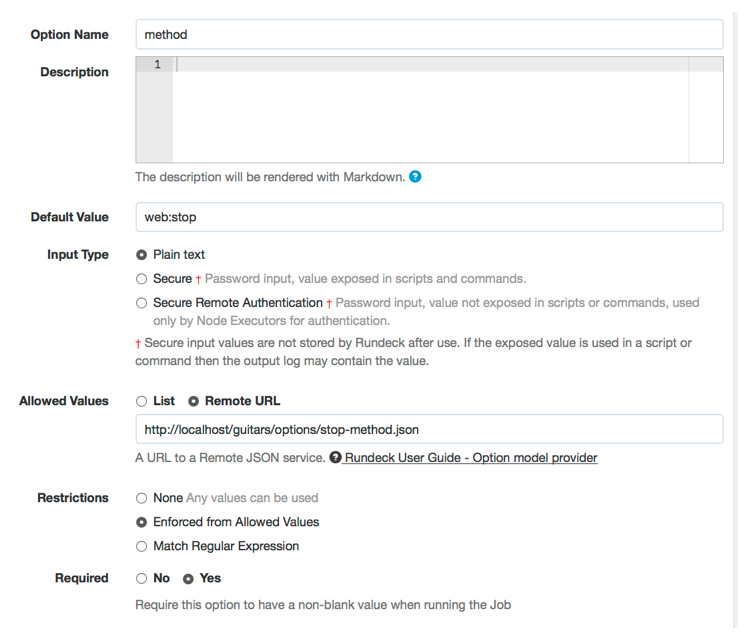 Option Name method
Description 1
The description will be rendered with Markdown. ?
Default Value web:stop
Input Type Plain text
Secure † Password input, value exposed in scripts and commands.
Secure Remote Authentication † Password input, value not exposed in scripts or commands, used
only by Node Executors for authentication.
† Secure input values are not stored by Rundeck after use. If the exposed value is used in a script or
command then the output log may contain the value.
Allowed Values List Remote URL
http://localhost/guitars/options/stop-method.json
A URL to a Remote JSON service. ? Rundeck User Guide - Option model provider
Restrictions None Any values can be used
Enforced from Allowed Values
Match Regular Expression
Required No Yes
Require this option to have a non-blank value when running the Job